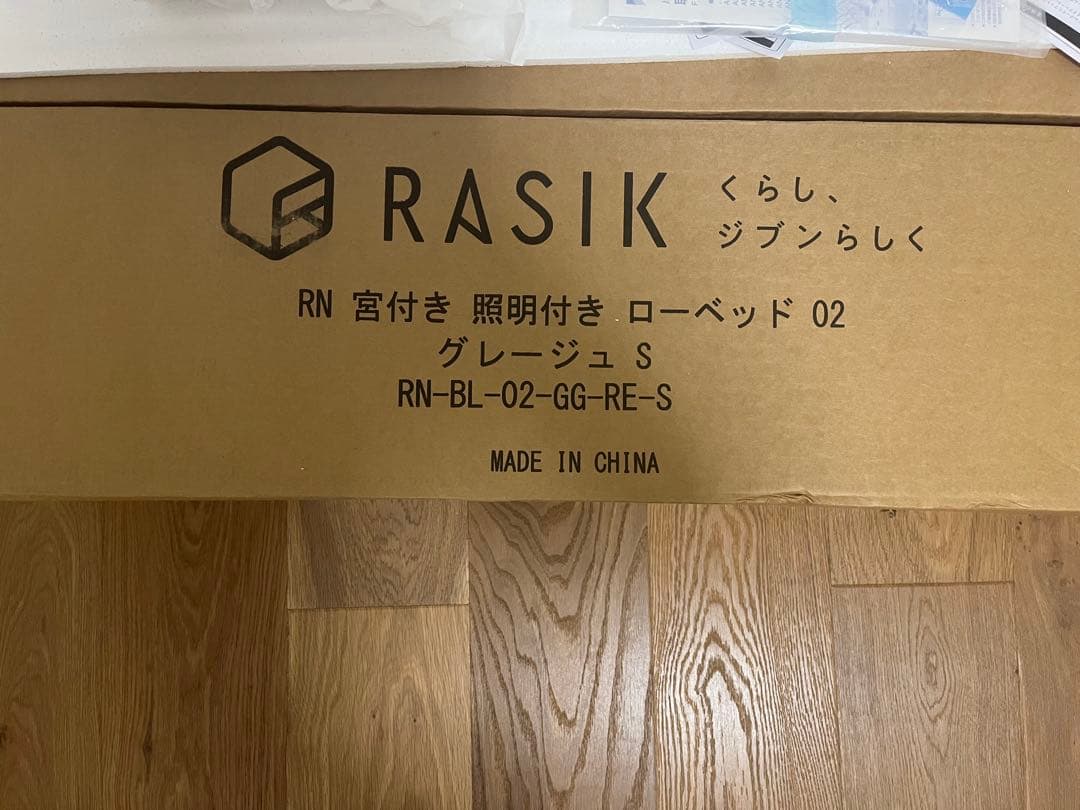 RASIK
くらし、
ジブンらしく
RN 宮付き 照明付き ローベッド 02
グレージュ S
RN-BL-02-GG-RE-S
MADE IN CHINA